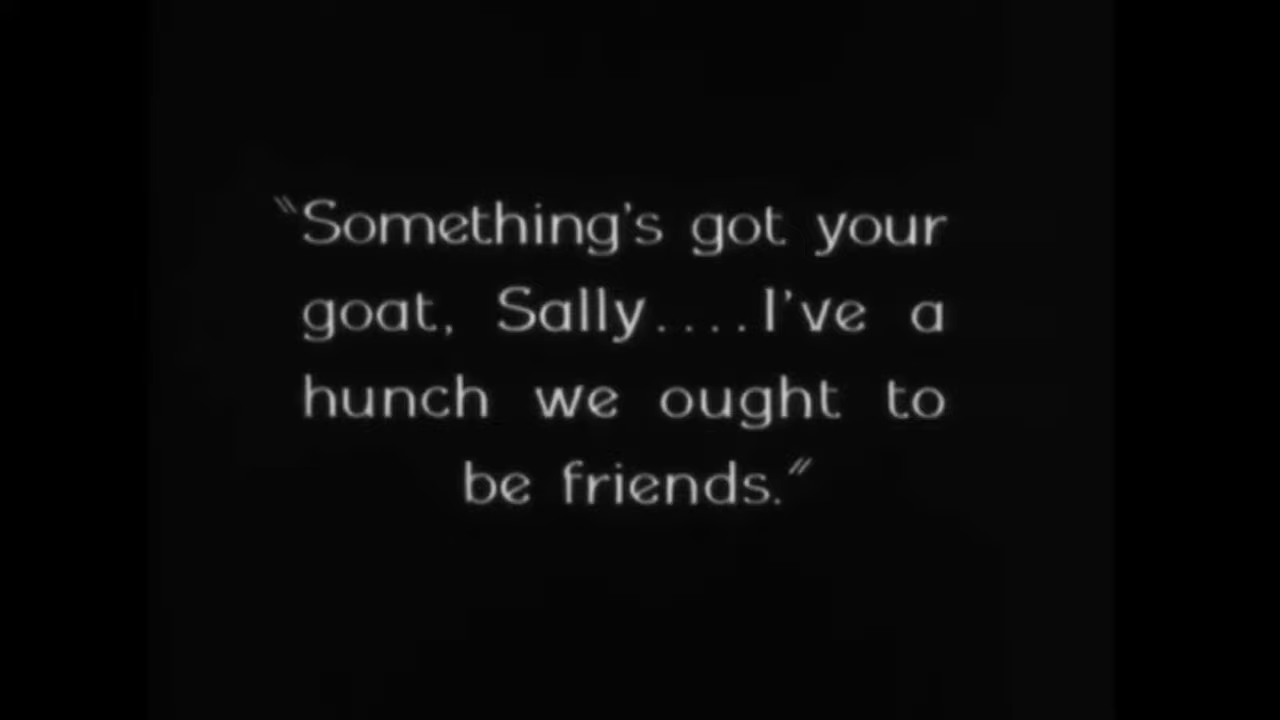 "Something's got your
goat, Sally....I've a
hunch we ought to
be friends."